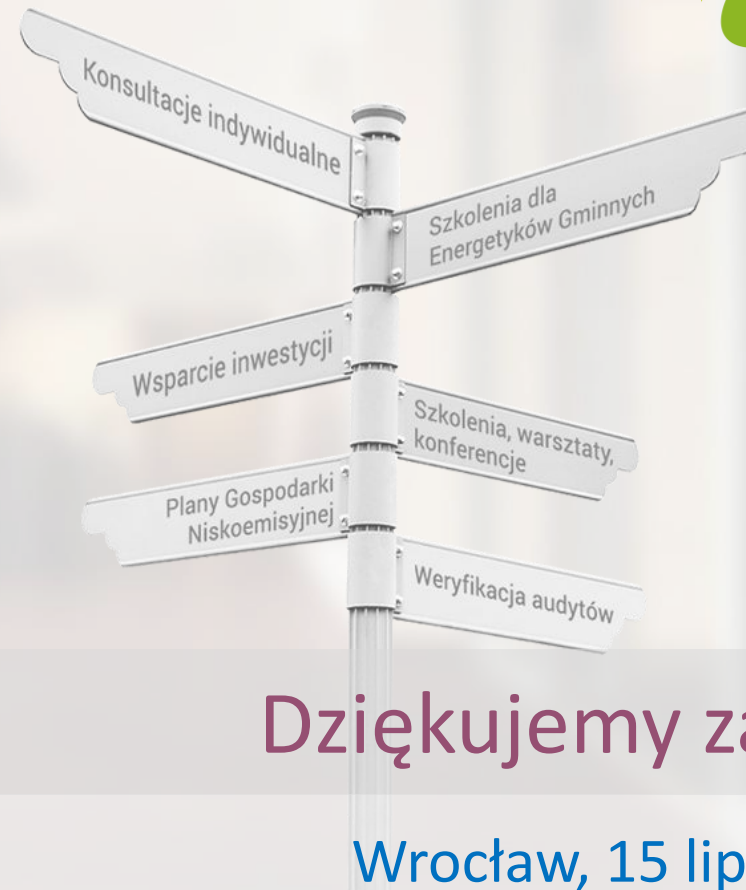 Konsultacje indywidualne
Szkolenia dla
Energetyków Gminnych
Wsparcie inwestycji
Szkolenia, warsztaty,
konferencje
Plany Gospodarki
Niskoemisyjnej
Weryfikacja audytów
Dziękujemy za
Wrocław, 15 lip